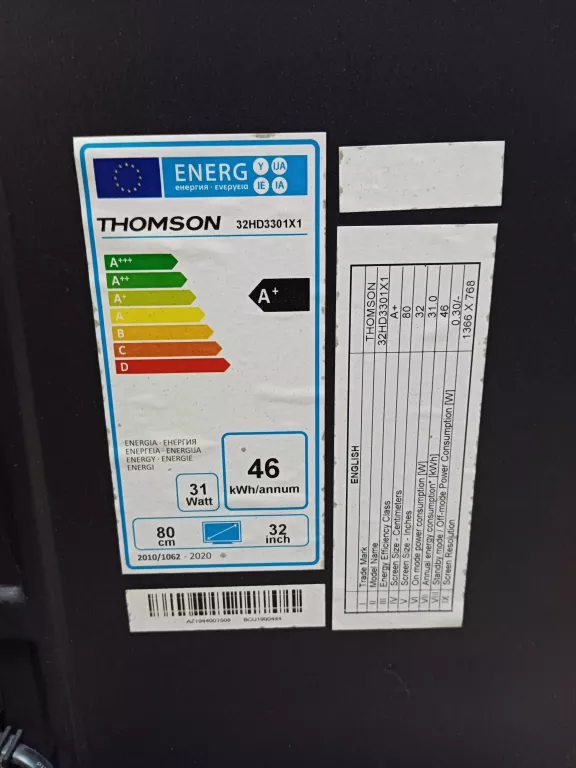 ENERG Y IJA IE IA
енергия · ενεργεια
THOMSON 32HD3301X1
A+++
A++
A+
A
B
C
D
A+
ENERGIA · ЕНЕРГИЯ
ΕΝΕΡΓΕΙΑ · ENERGIJA
ENERGY · ENERGIE
ENERGI
31
Watt
46
kWh/annum
80
cm
32
inch
2010/1062 - 2020
ENGLISH
I Trade Mark THOMSON
II Model Name 32HD3301X1
III Energy Efficiency Class A+
IV Screen Size - Centimeters 80
V Screen Size - Inches 32
VI On mode power consumption [W] 31.0
VII Annual energy consumption* [kWh] 46
VIII Standby mode / Off-mode Power Consumption [W] 0.30/-
IX Screen Resolution 1366 X 768